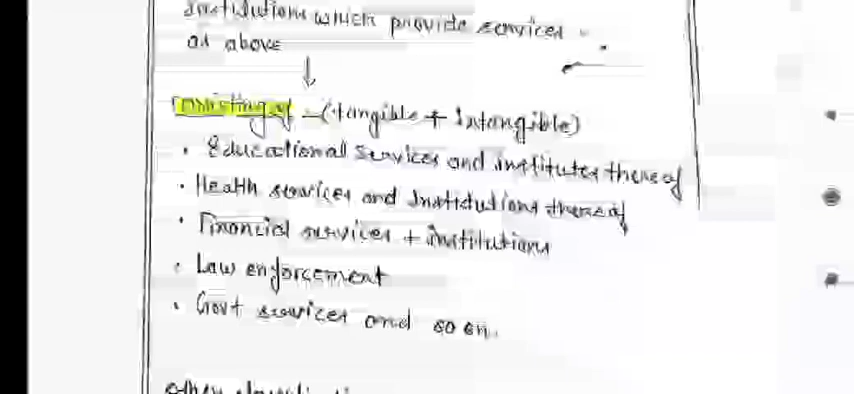 Institutions which provide services
as above
consisting of - (tangible + Intangible)
• Educational services and institutes thereof
• Health services and Institutions thereof
• Financial services + institutions
• Law enforcement
• Govt services and so on.
other